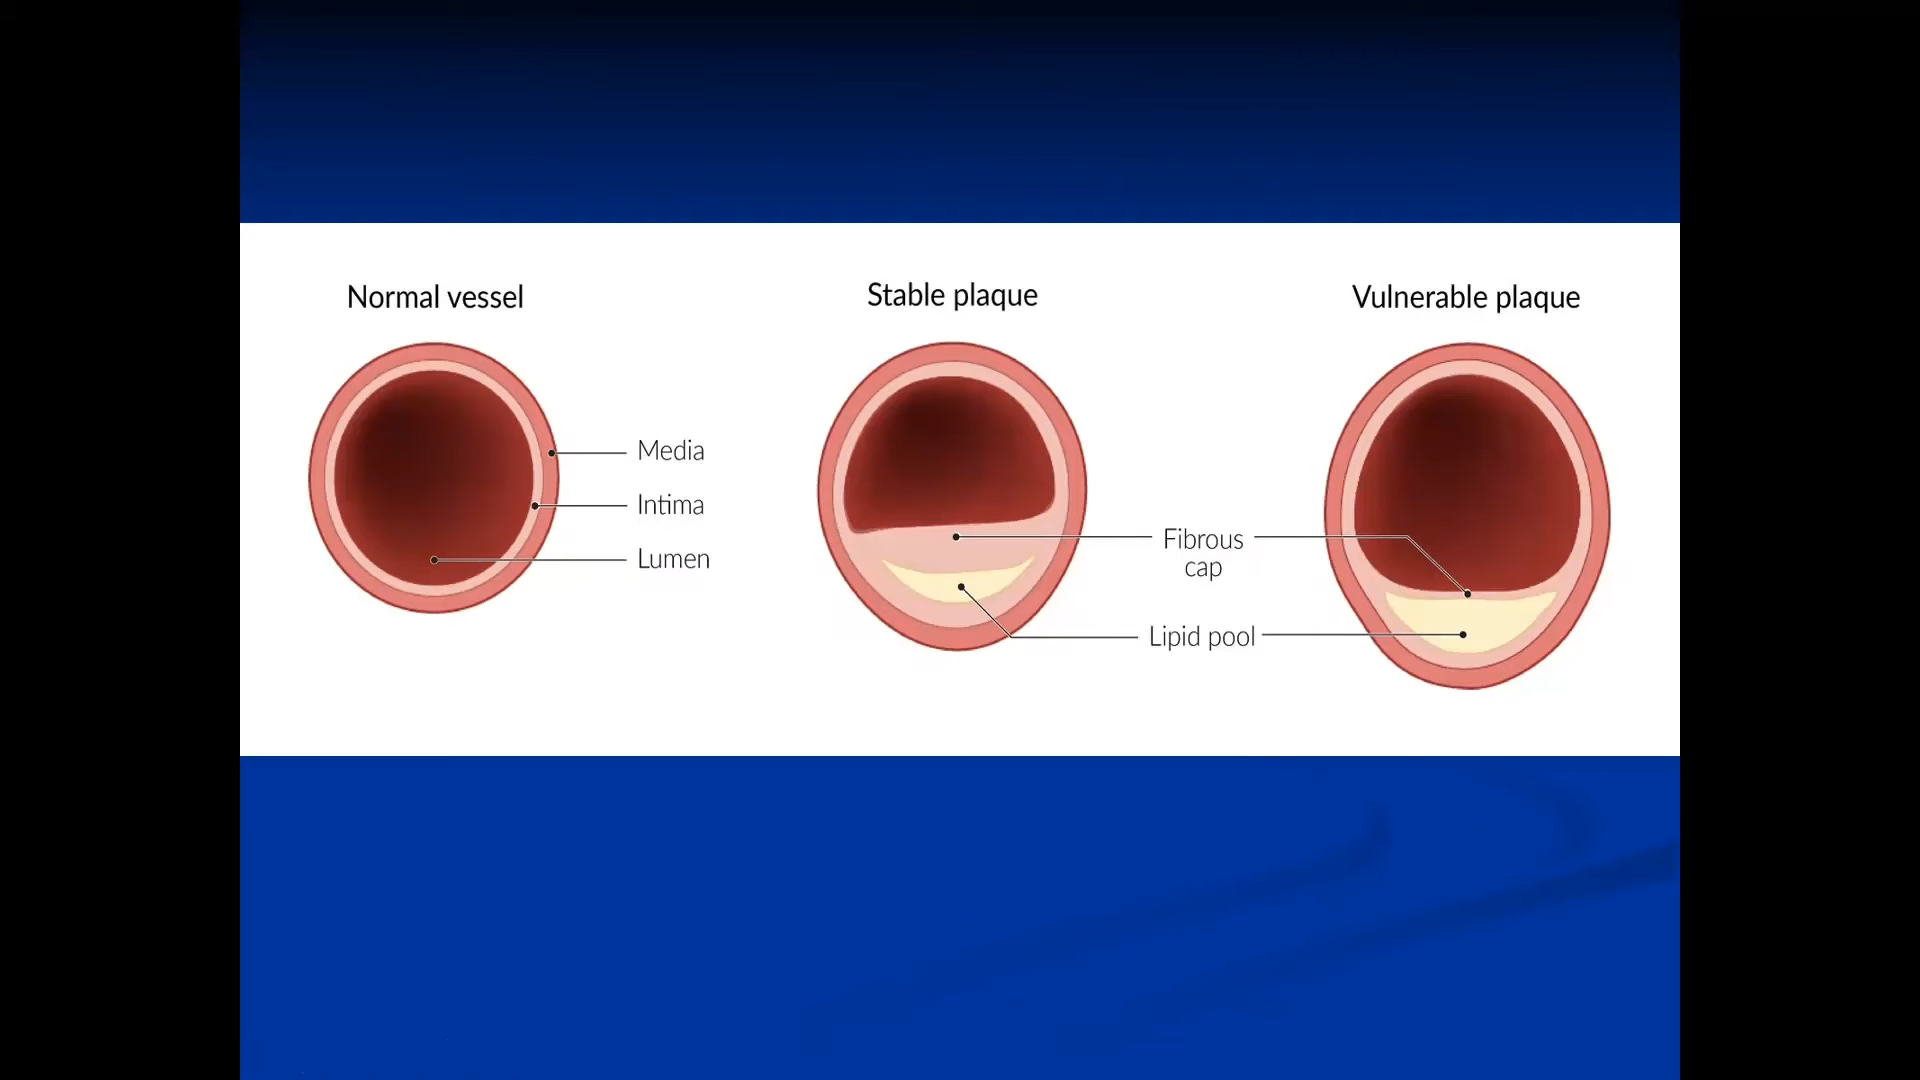 Normal vessel
Stable plaque
Vulnerable plaque
Media
Intima
Lumen
Fibrous
cap
Lipid pool